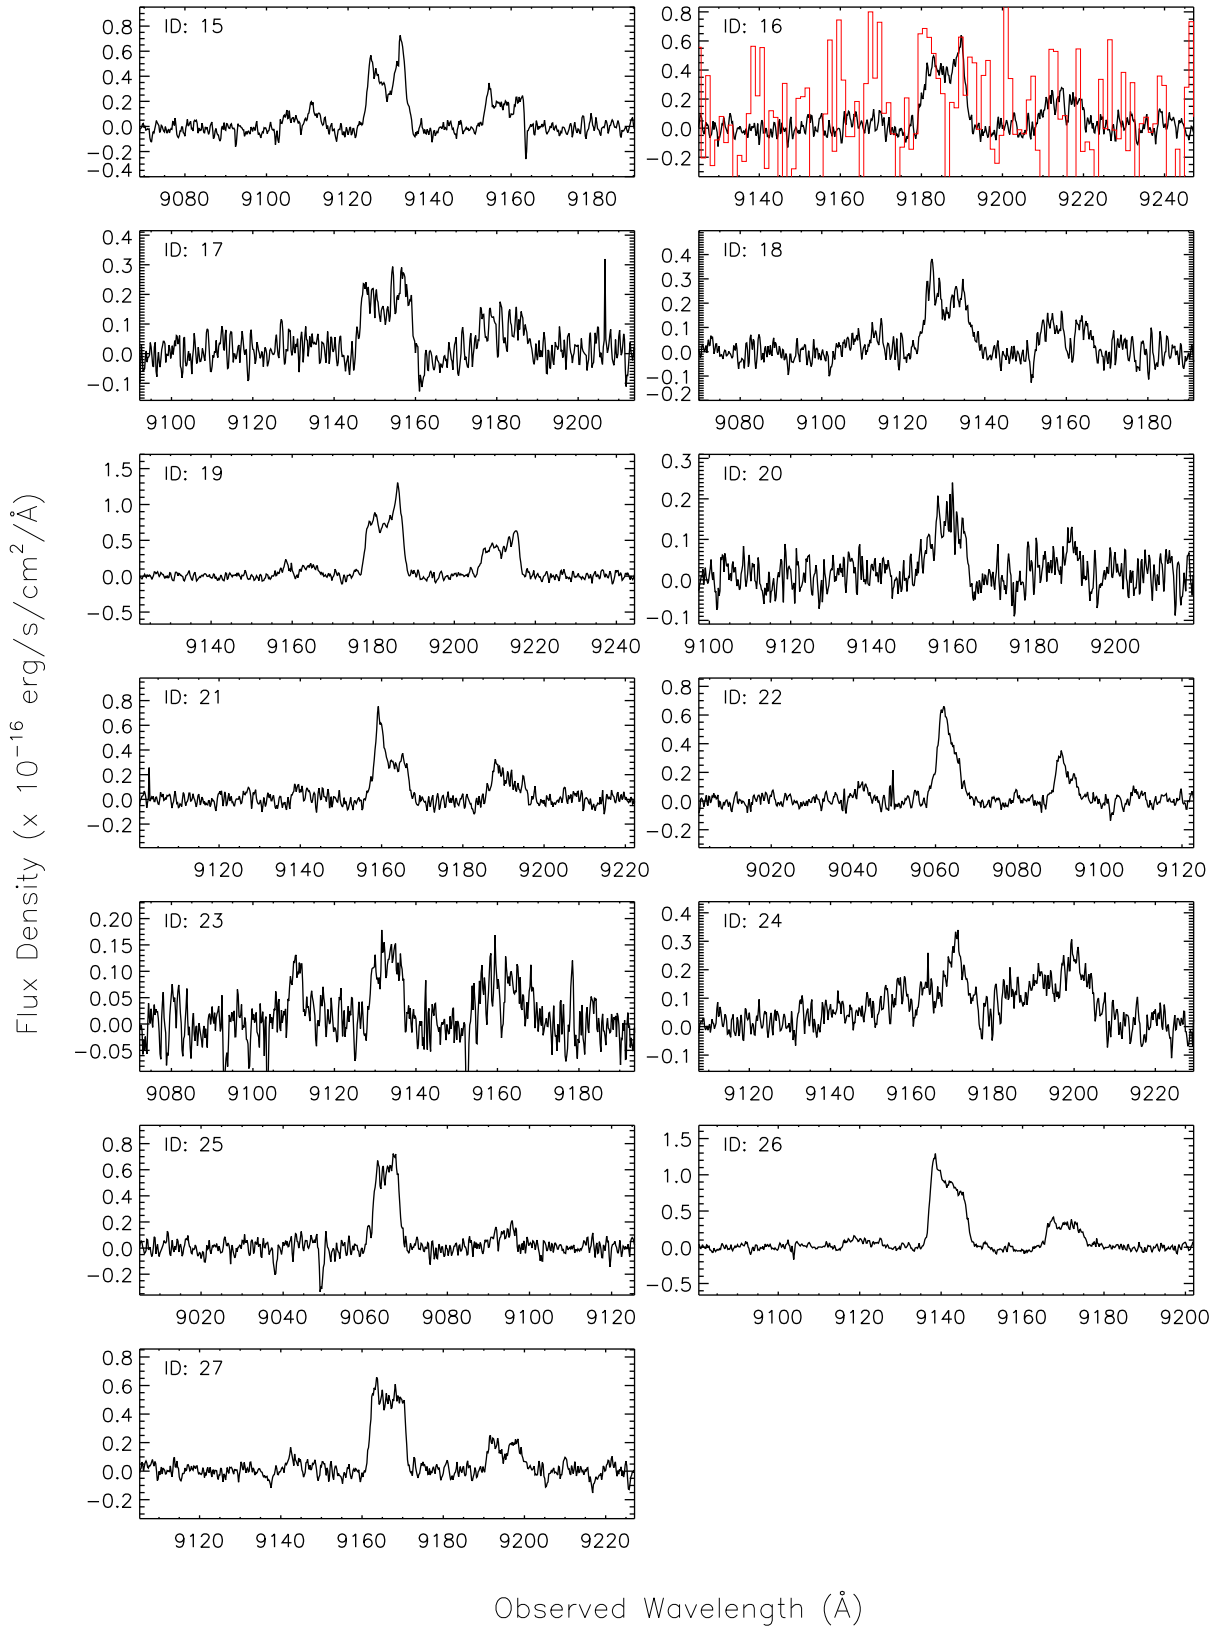 ID: 15
0.8
0.6
0.4
0.2
0.0
−0.2
−0.4
9080 9100 9120 9140 9160 9180
ID: 16
0.8
0.6
0.4
0.2
0.0
−0.2
9140 9160 9180 9200 9220 9240
ID: 17
0.4
0.3
0.2
0.1
0.0
−0.1
9100 9120 9140 9160 9180 9200
ID: 18
0.4
0.3
0.2
0.1
0.0
−0.1
−0.2
9080 9100 9120 9140 9160 9180
ID: 19
1.5
1.0
0.5
0.0
−0.5
9140 9160 9180 9200 9220 9240
ID: 20
0.3
0.2
0.1
0.0
−0.1
9100 9120 9140 9160 9180 9200
ID: 21
0.8
0.6
0.4
0.2
0.0
−0.2
9120 9140 9160 9180 9200 9220
ID: 22
0.8
0.6
0.4
0.2
0.0
−0.2
9020 9040 9060 9080 9100 9120
ID: 23
0.20
0.15
0.10
0.05
0.00
−0.05
9080 9100 9120 9140 9160 9180
ID: 24
0.4
0.3
0.2
0.1
0.0
−0.1
9120 9140 9160 9180 9200 9220
ID: 25
0.8
0.6
0.4
0.2
0.0
−0.2
9020 9040 9060 9080 9100 9120
ID: 26
1.5
1.0
0.5
0.0
−0.5
9100 9120 9140 9160 9180 9200
ID: 27
0.8
0.6
0.4
0.2
0.0
−0.2
9120 9140 9160 9180 9200 9220
Flux Density (x 10⁻¹⁶ erg/s/cm²/Å)
Observed Wavelength (Å)